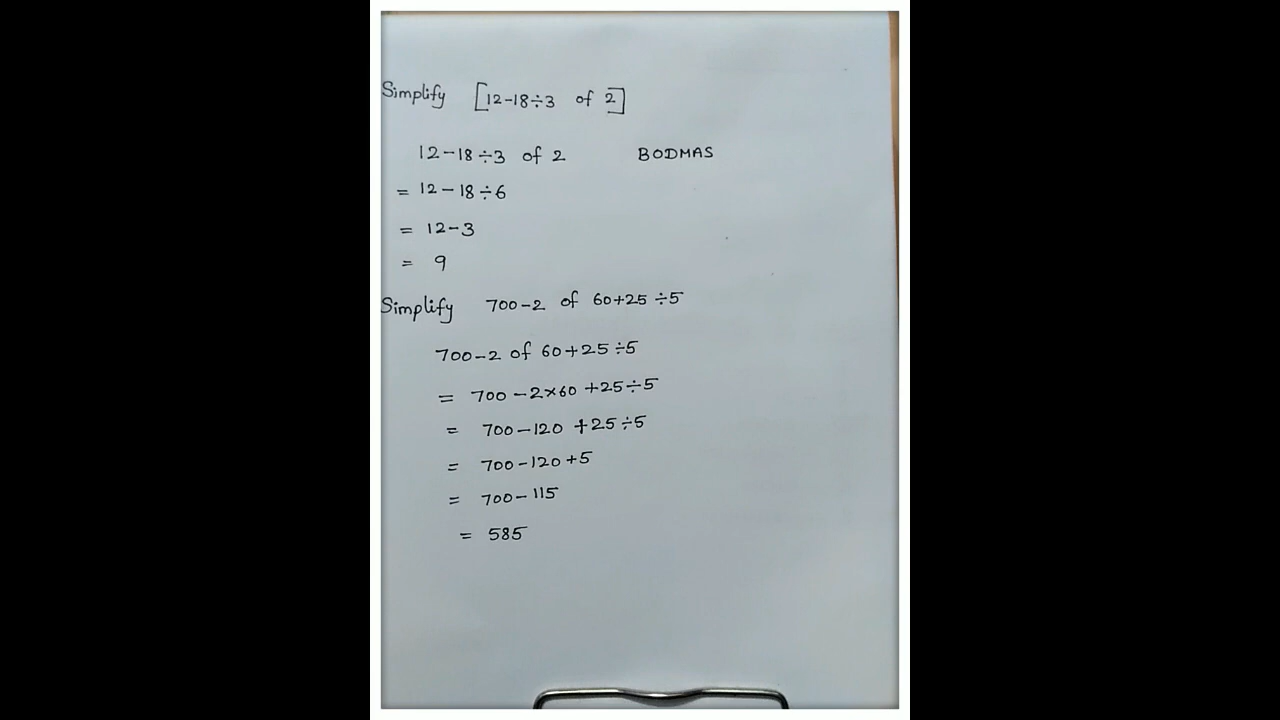 Simplify [12-18÷3 of 2]
12-18÷3 of 2 BODMAS
= 12-18÷6
= 12-3
= 9
Simplify 700-2 of 60+25÷5
700-2 of 60+25÷5
= 700-2×60+25÷5
= 700-120+25÷5
= 700-120+5
= 700-115
= 585